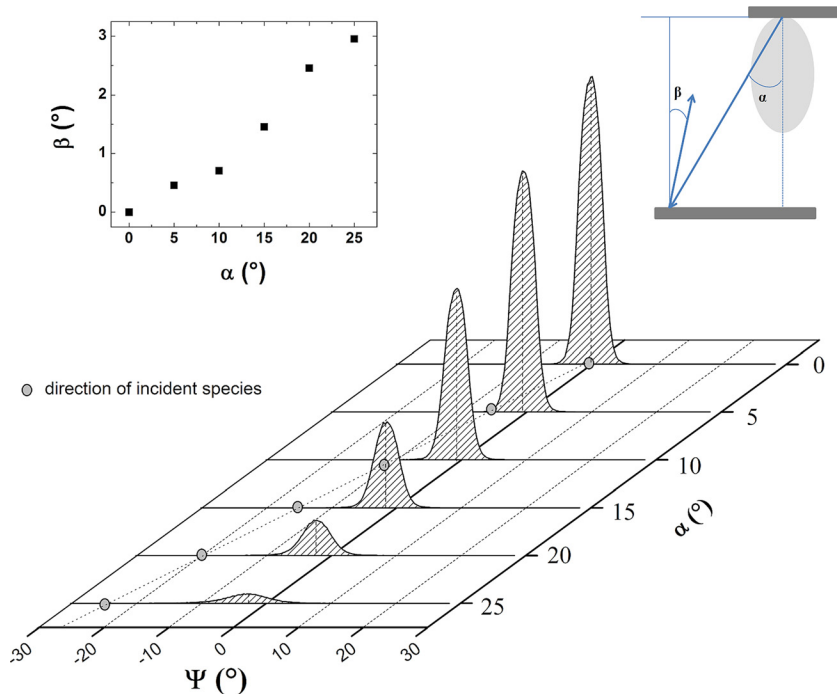 3
2
1
0
β (°)
0 5 10 15 20 25
α (°)
β
α
direction of incident species
0
5
10
15
20
25
α (°)
-30 -20 -10 0 10 20 30
Ψ (°)